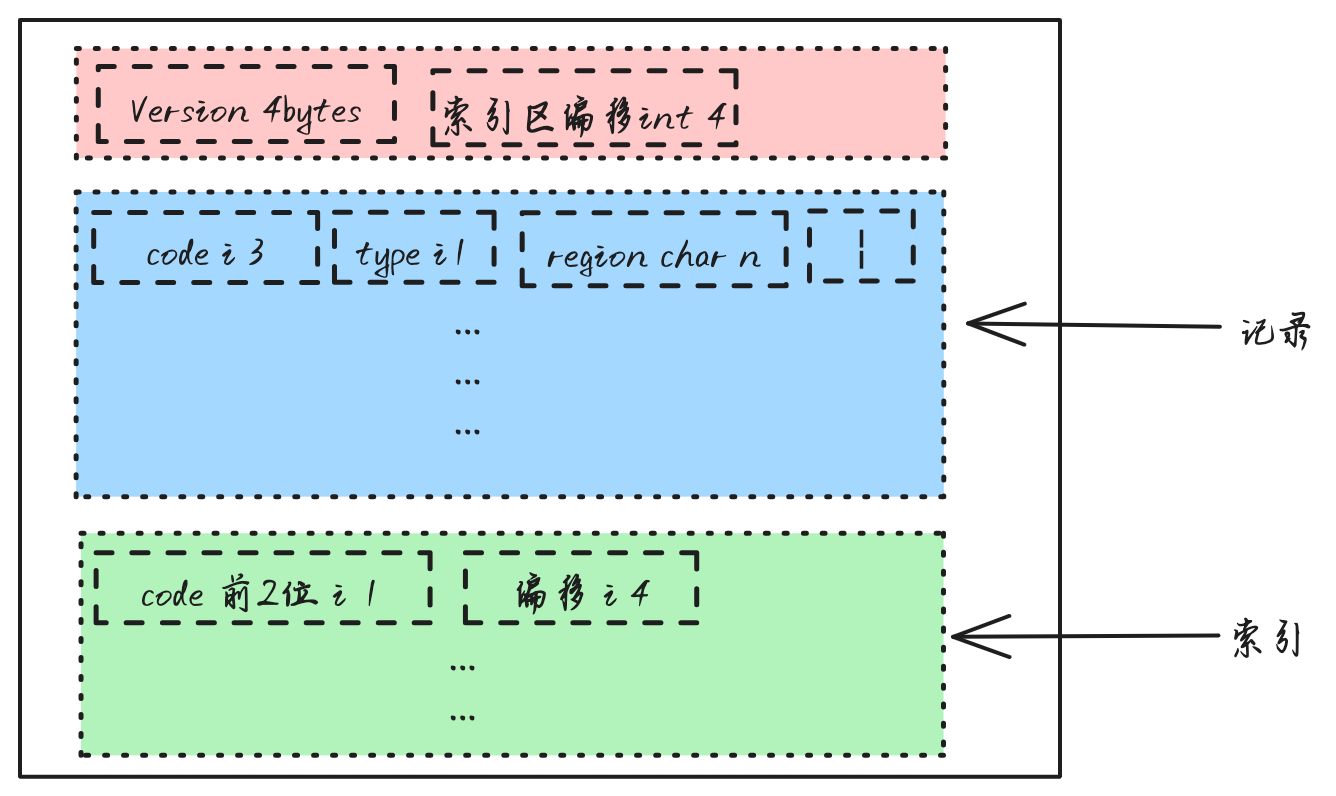 Version 4bytes
索引区偏移int 4
code i 3
type i 1
region char n
|
...
...
...
记录
code 前2位 i 1
偏移 i 4
...
...
索引